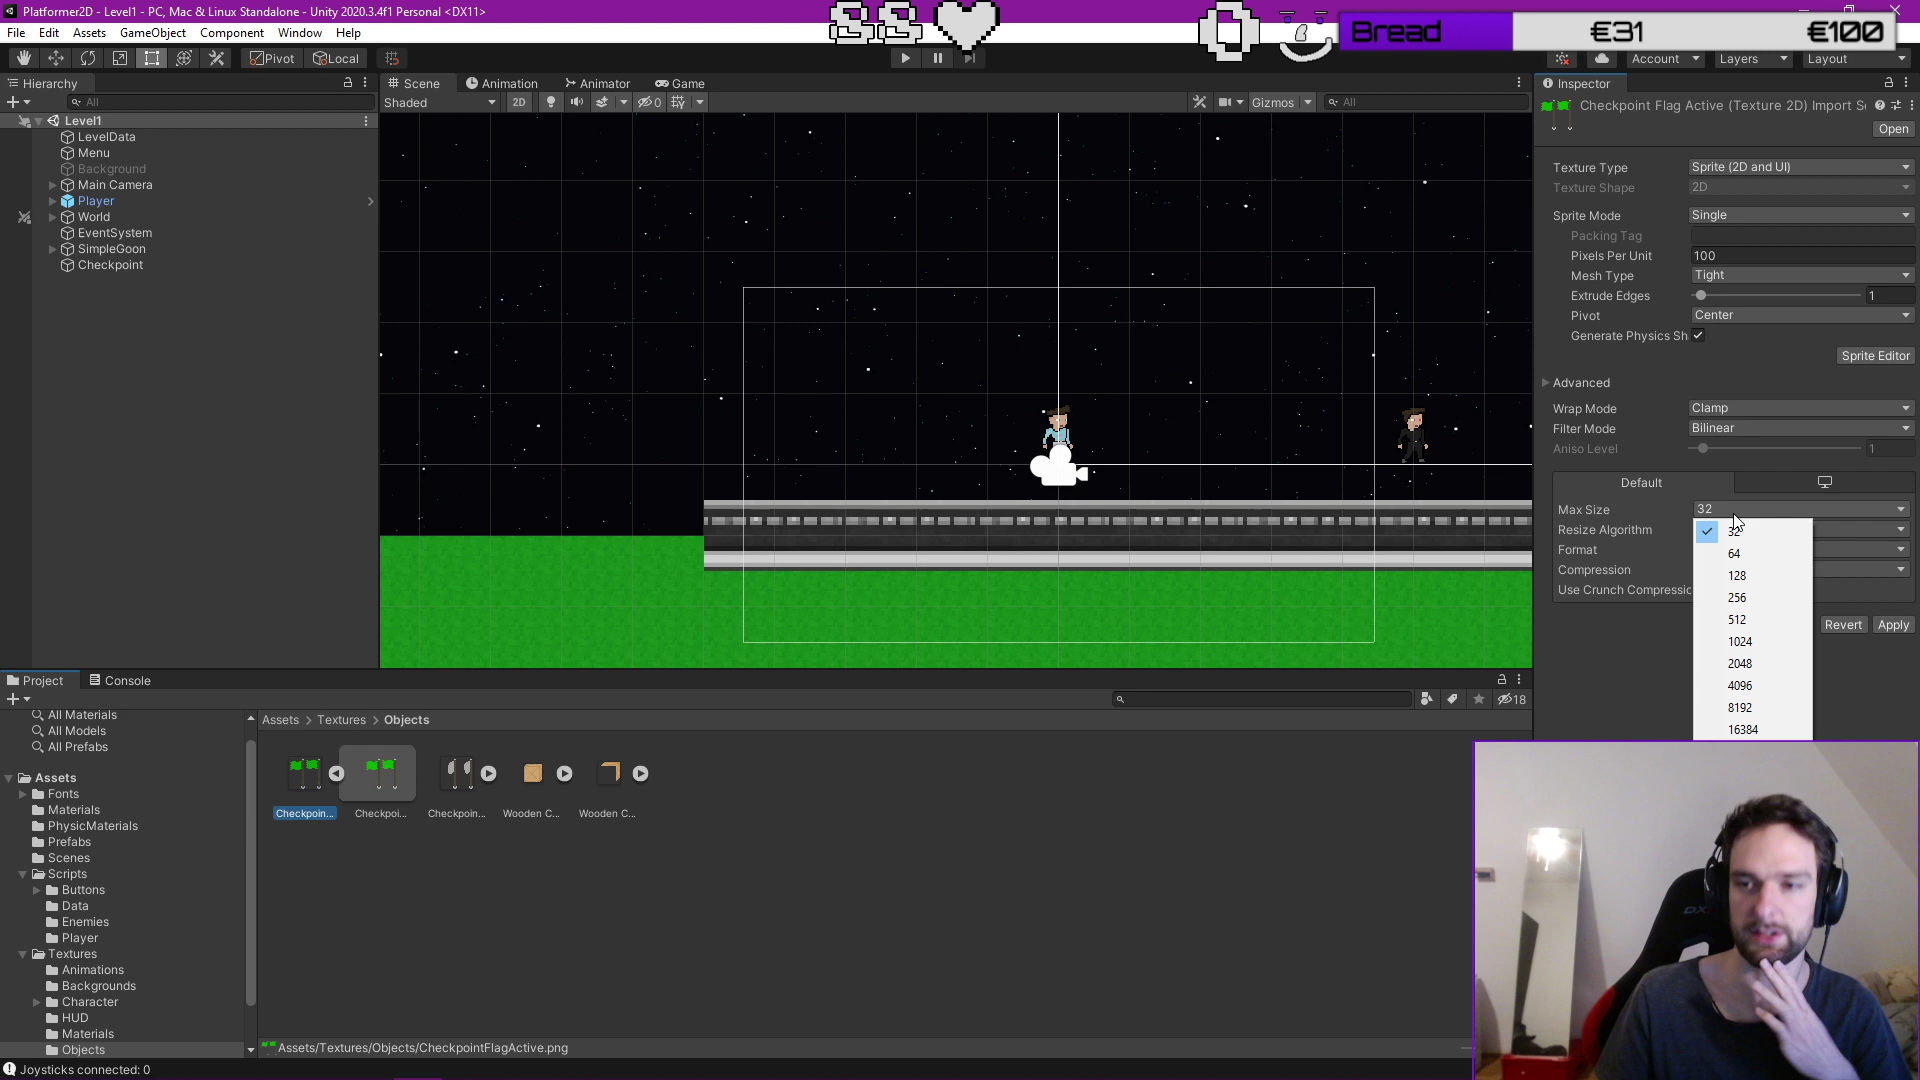 Platformer2D - Level1 - PC, Mac & Linux Standalone - Unity 2020.3.4f1 Personal <DX11>
File Edit Assets GameObject Component Window Help
Bread €31 €100
Pivot Local
Account Layers Layout
Hierarchy
All
Level1
LevelData
Menu
Background
Main Camera
Player
World
EventSystem
SimpleGoon
Checkpoint
Scene Animation Animator Game
Shaded 2D 0 Gizmos All
Inspector
Checkpoint Flag Active (Texture 2D) Import Se
Open
Texture Type Sprite (2D and UI)
Texture Shape 2D
Sprite Mode Single
Packing Tag
Pixels Per Unit 100
Mesh Type Tight
Extrude Edges 1
Pivot Center
Generate Physics Sh
Sprite Editor
Advanced
Wrap Mode Clamp
Filter Mode Bilinear
Aniso Level 1
Default
Max Size 32
Resize Algorithm
Format
Compression
Use Crunch Compressic
32
64
128
256
512
1024
2048
4096
8192
16384
Revert Apply
Project Console
18
All Materials
All Models
All Prefabs
Assets
Fonts
Materials
PhysicMaterials
Prefabs
Scenes
Scripts
Buttons
Data
Enemies
Player
Textures
Animations
Backgrounds
Character
HUD
Materials
Objects
Assets > Textures > Objects
Checkpoin... Checkpoi... Checkpoin... Wooden C... Wooden C...
Assets/Textures/Objects/CheckpointFlagActive.png
Joysticks connected: 0